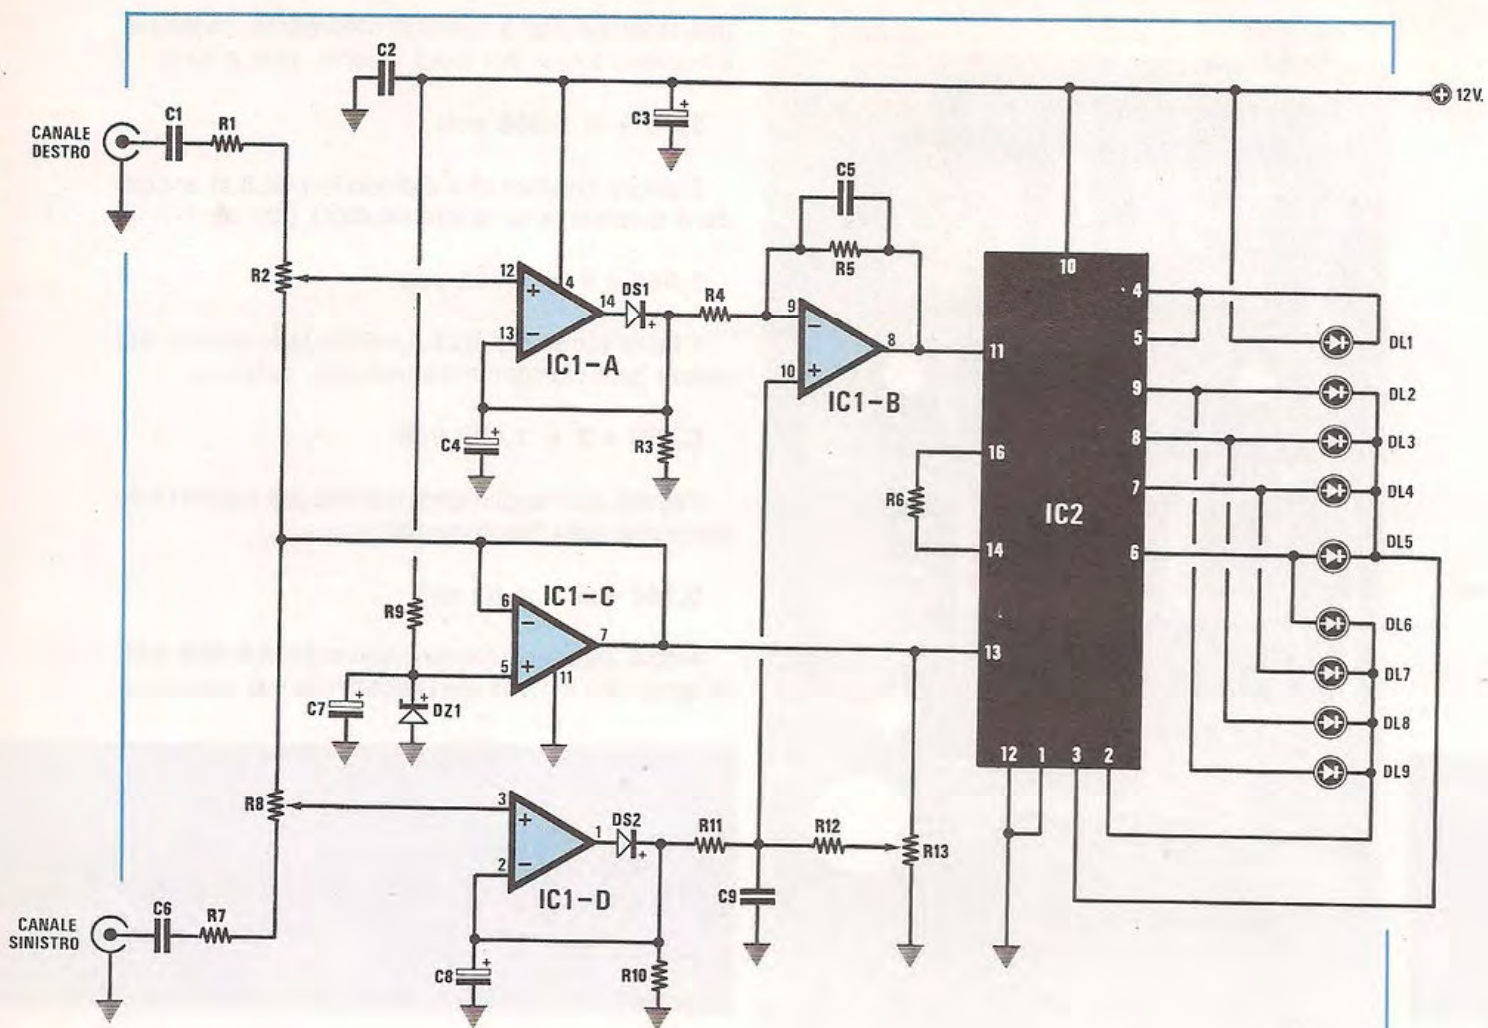 C2
12V.
C1
R1
C3
CANALE
DESTRO
C5
R5
R2
12
4
14
DS1
R4
13
IC1-A
9
8
10
IC1-B
C4
R3
10
4
5
11
9
8
16
7
R6
IC2
14
6
13
12
1
3
2
DL1
DL2
DL3
DL4
DL5
DL6
DL7
DL8
DL9
R9
6
IC1-C
7
5
11
C7
DZ1
R8
3
1
DS2
2
IC1-D
R11
R12
R13
C9
C6
R7
CANALE
SINISTRO
C8
R10